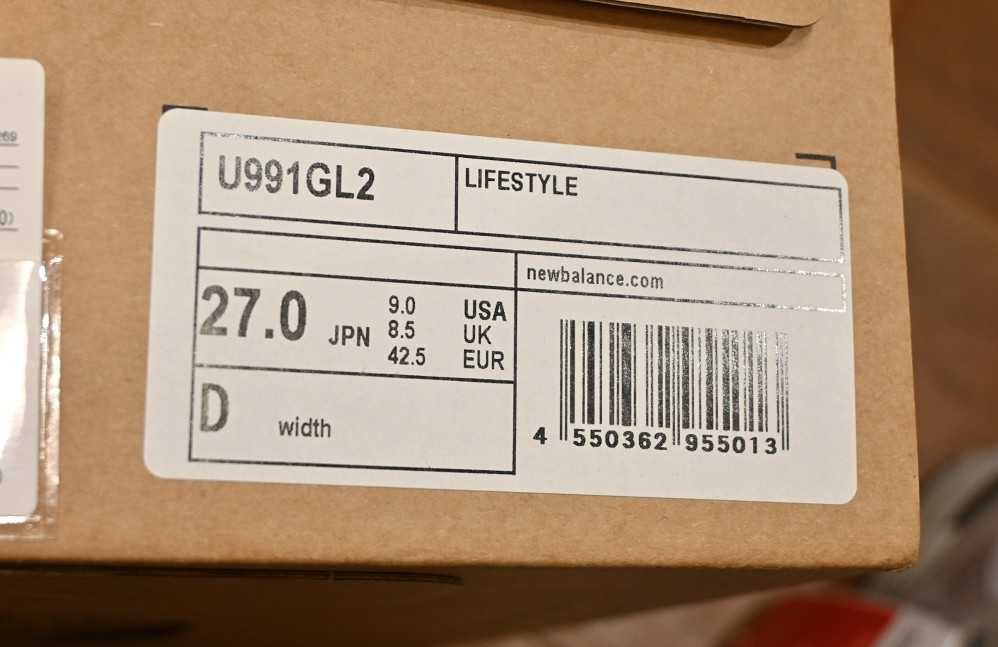 U991GL2
LIFESTYLE
newbalance.com
27.0 JPN
9.0 USA
8.5 UK
42.5 EUR
D width
4 550362 955013